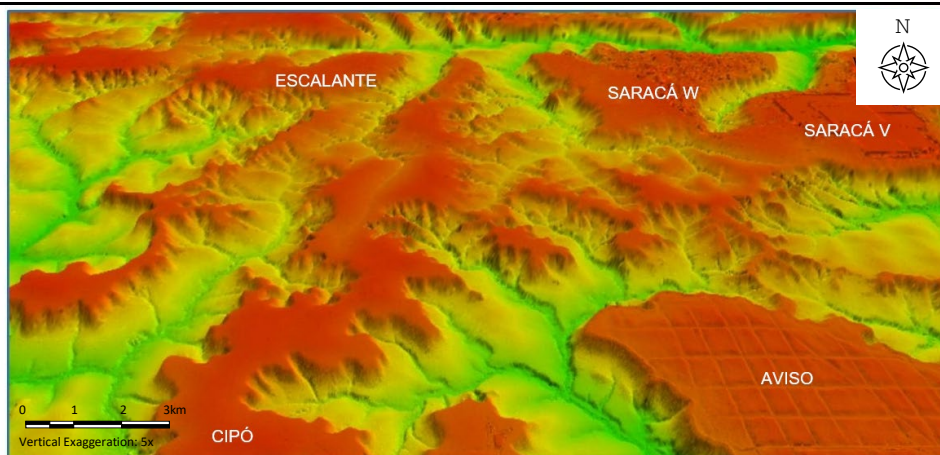 N
ESCALANTE
SARACÁ W
SARACÁ V
AVISO
0 1 2 3km
Vertical Exaggeration: 5x
CIPÓ